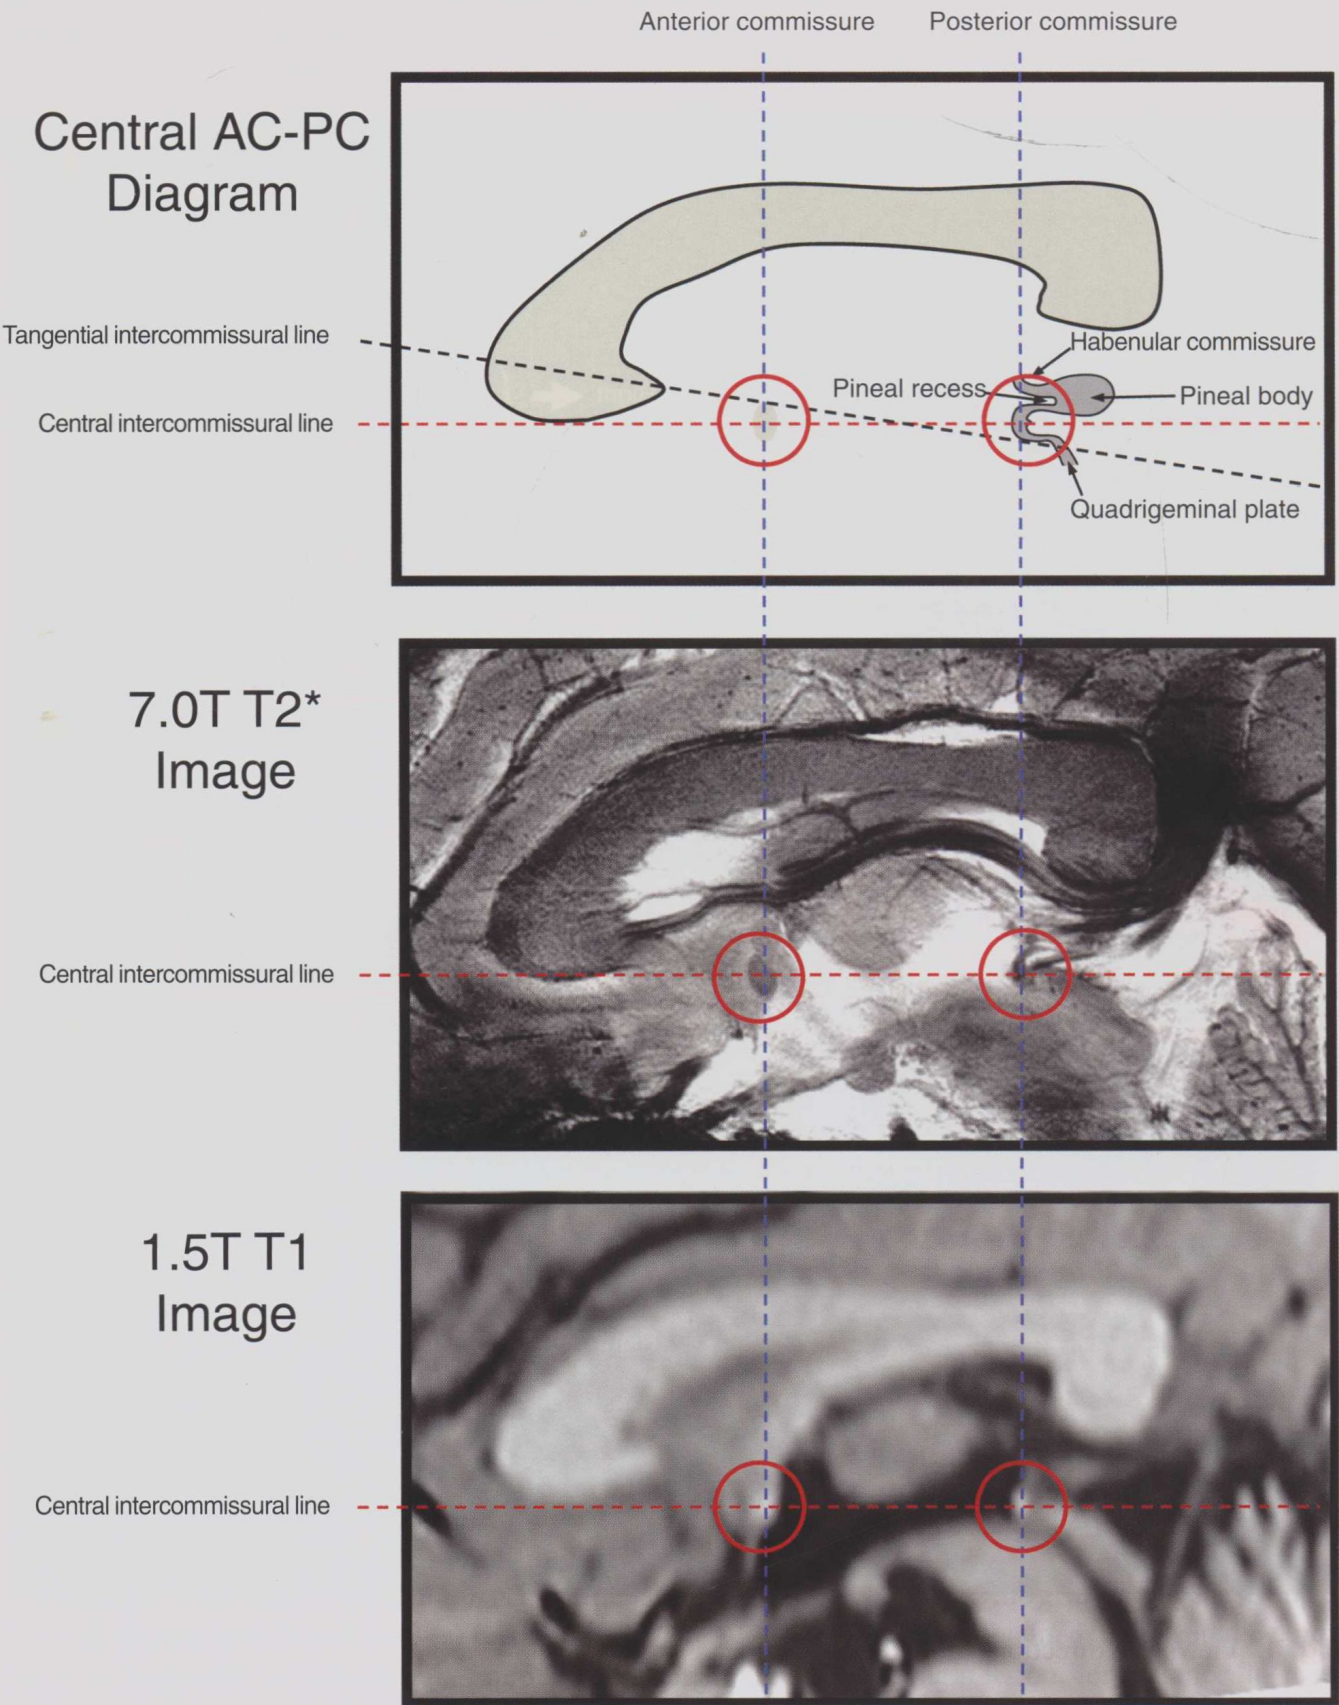 Anterior commissure
Posterior commissure
Central AC-PC
Diagram
Tangential intercommissural line
Habenular commissure
Pineal recess
Pineal body
Central intercommissural line
Quadrigeminal plate
7.0T T2*
Image
Central intercommissural line
1.5T T1
Image
Central intercommissural line